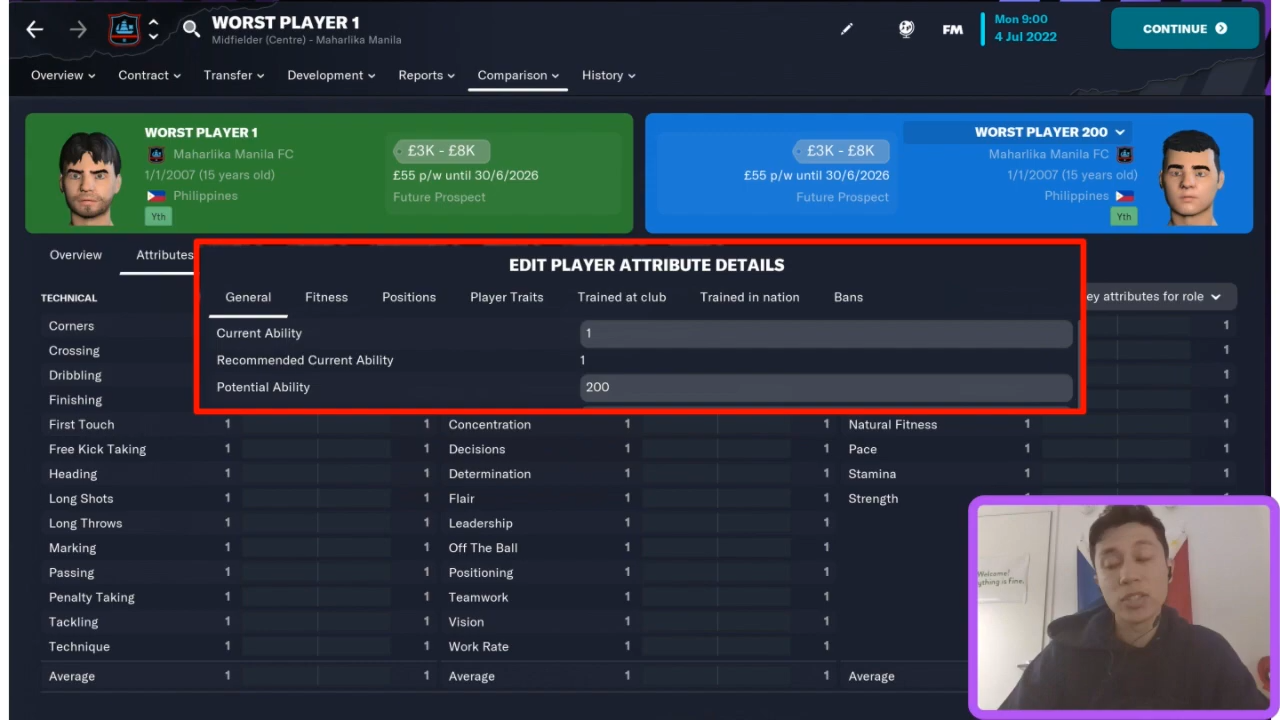 WORST PLAYER 1
Midfielder (Centre) - Maharlika Manila
FM
Mon 9:00
4 Jul 2022
CONTINUE
Overview
Contract
Transfer
Development
Reports
Comparison
History
WORST PLAYER 1
Maharlika Manila FC
1/1/2007 (15 years old)
Philippines
Yth
£3K - £8K
£55 p/w until 30/6/2026
Future Prospect
£3K - £8K
£55 p/w until 30/6/2026
Future Prospect
WORST PLAYER 200
Maharlika Manila FC
1/1/2007 (15 years old)
Philippines
Yth
Overview
Attributes
EDIT PLAYER ATTRIBUTE DETAILS
General Fitness Positions Player Traits Trained at club Trained in nation Bans
Current Ability 1
Recommended Current Ability 1
Potential Ability 200
ey attributes for role
TECHNICAL
Corners 1
Crossing 1
Dribbling 1
Finishing 1
First Touch 1 1 Concentration 1 1 Natural Fitness 1 1
Free Kick Taking 1 1 Decisions 1 1 Pace 1 1
Heading 1 1 Determination 1 1 Stamina 1 1
Long Shots 1 1 Flair 1 1 Strength 1
Long Throws 1 1 Leadership 1 1
Marking 1 1 Off The Ball 1 1
Passing 1 1 Positioning 1 1
Penalty Taking 1 1 Teamwork 1 1
Tackling 1 1 Vision 1 1
Technique 1 1 Work Rate 1 1
Average 1 1 Average 1 1 Average
Welcome!
ything is fine.